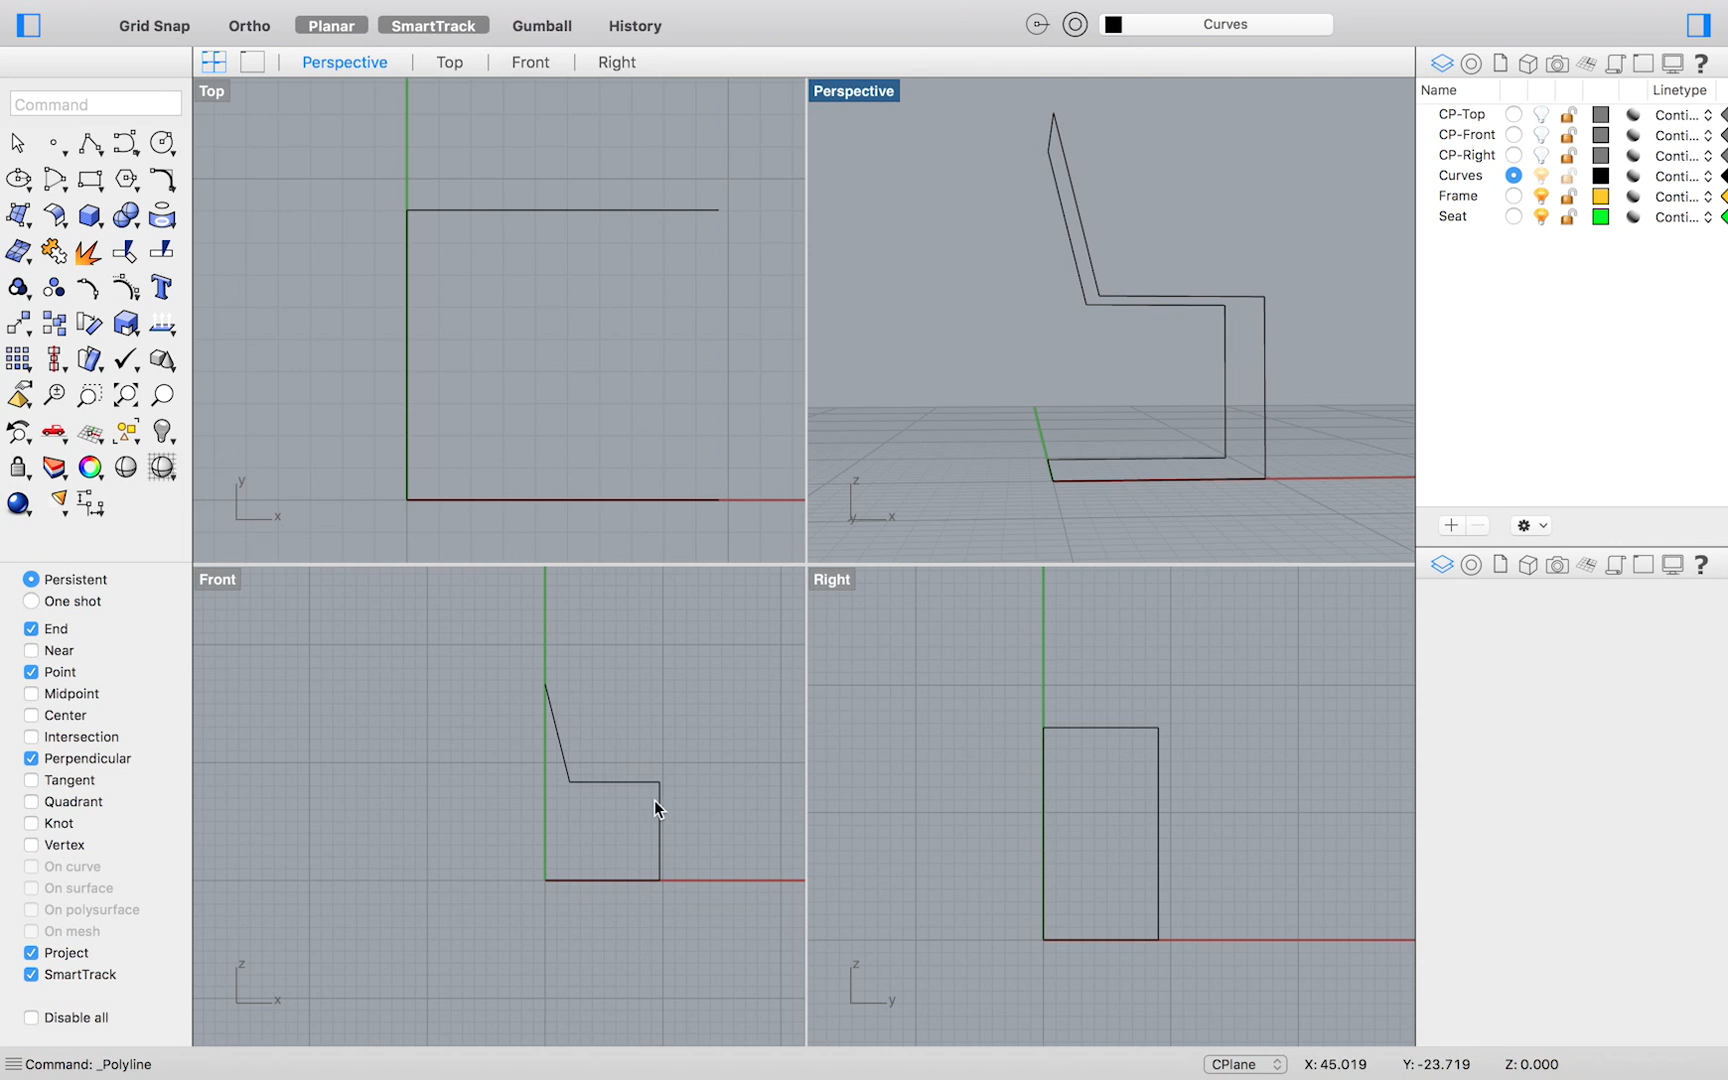 Grid Snap Ortho Planar SmartTrack Gumball History Curves
Perspective Top Front Right
Command
Top
Perspective
Front
Right
y
x
z
y
x
z
x
z
y
Name Linetype
CP-Top Conti...
CP-Front Conti...
CP-Right Conti...
Curves Conti...
Frame Conti...
Seat Conti...
Persistent
One shot
End
Near
Point
Midpoint
Center
Intersection
Perpendicular
Tangent
Quadrant
Knot
Vertex
On curve
On surface
On polysurface
On mesh
Project
SmartTrack
Disable all
Command: _Polyline
CPlane X: 45.019 Y: -23.719 Z: 0.000